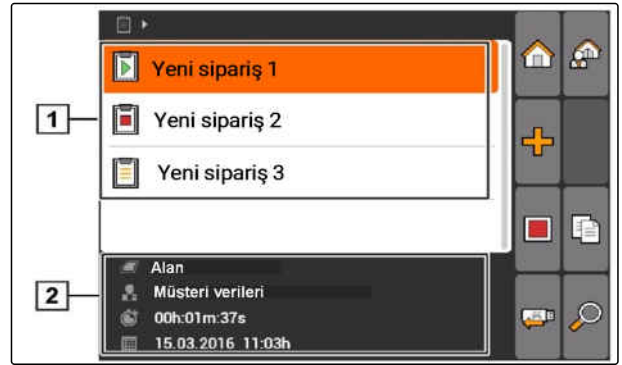 Yeni sipariş 1
1
Yeni sipariş 2
Yeni sipariş 3
Alan
2
Müşteri verileri
00h:01m:37s
15.03.2016 11:03h